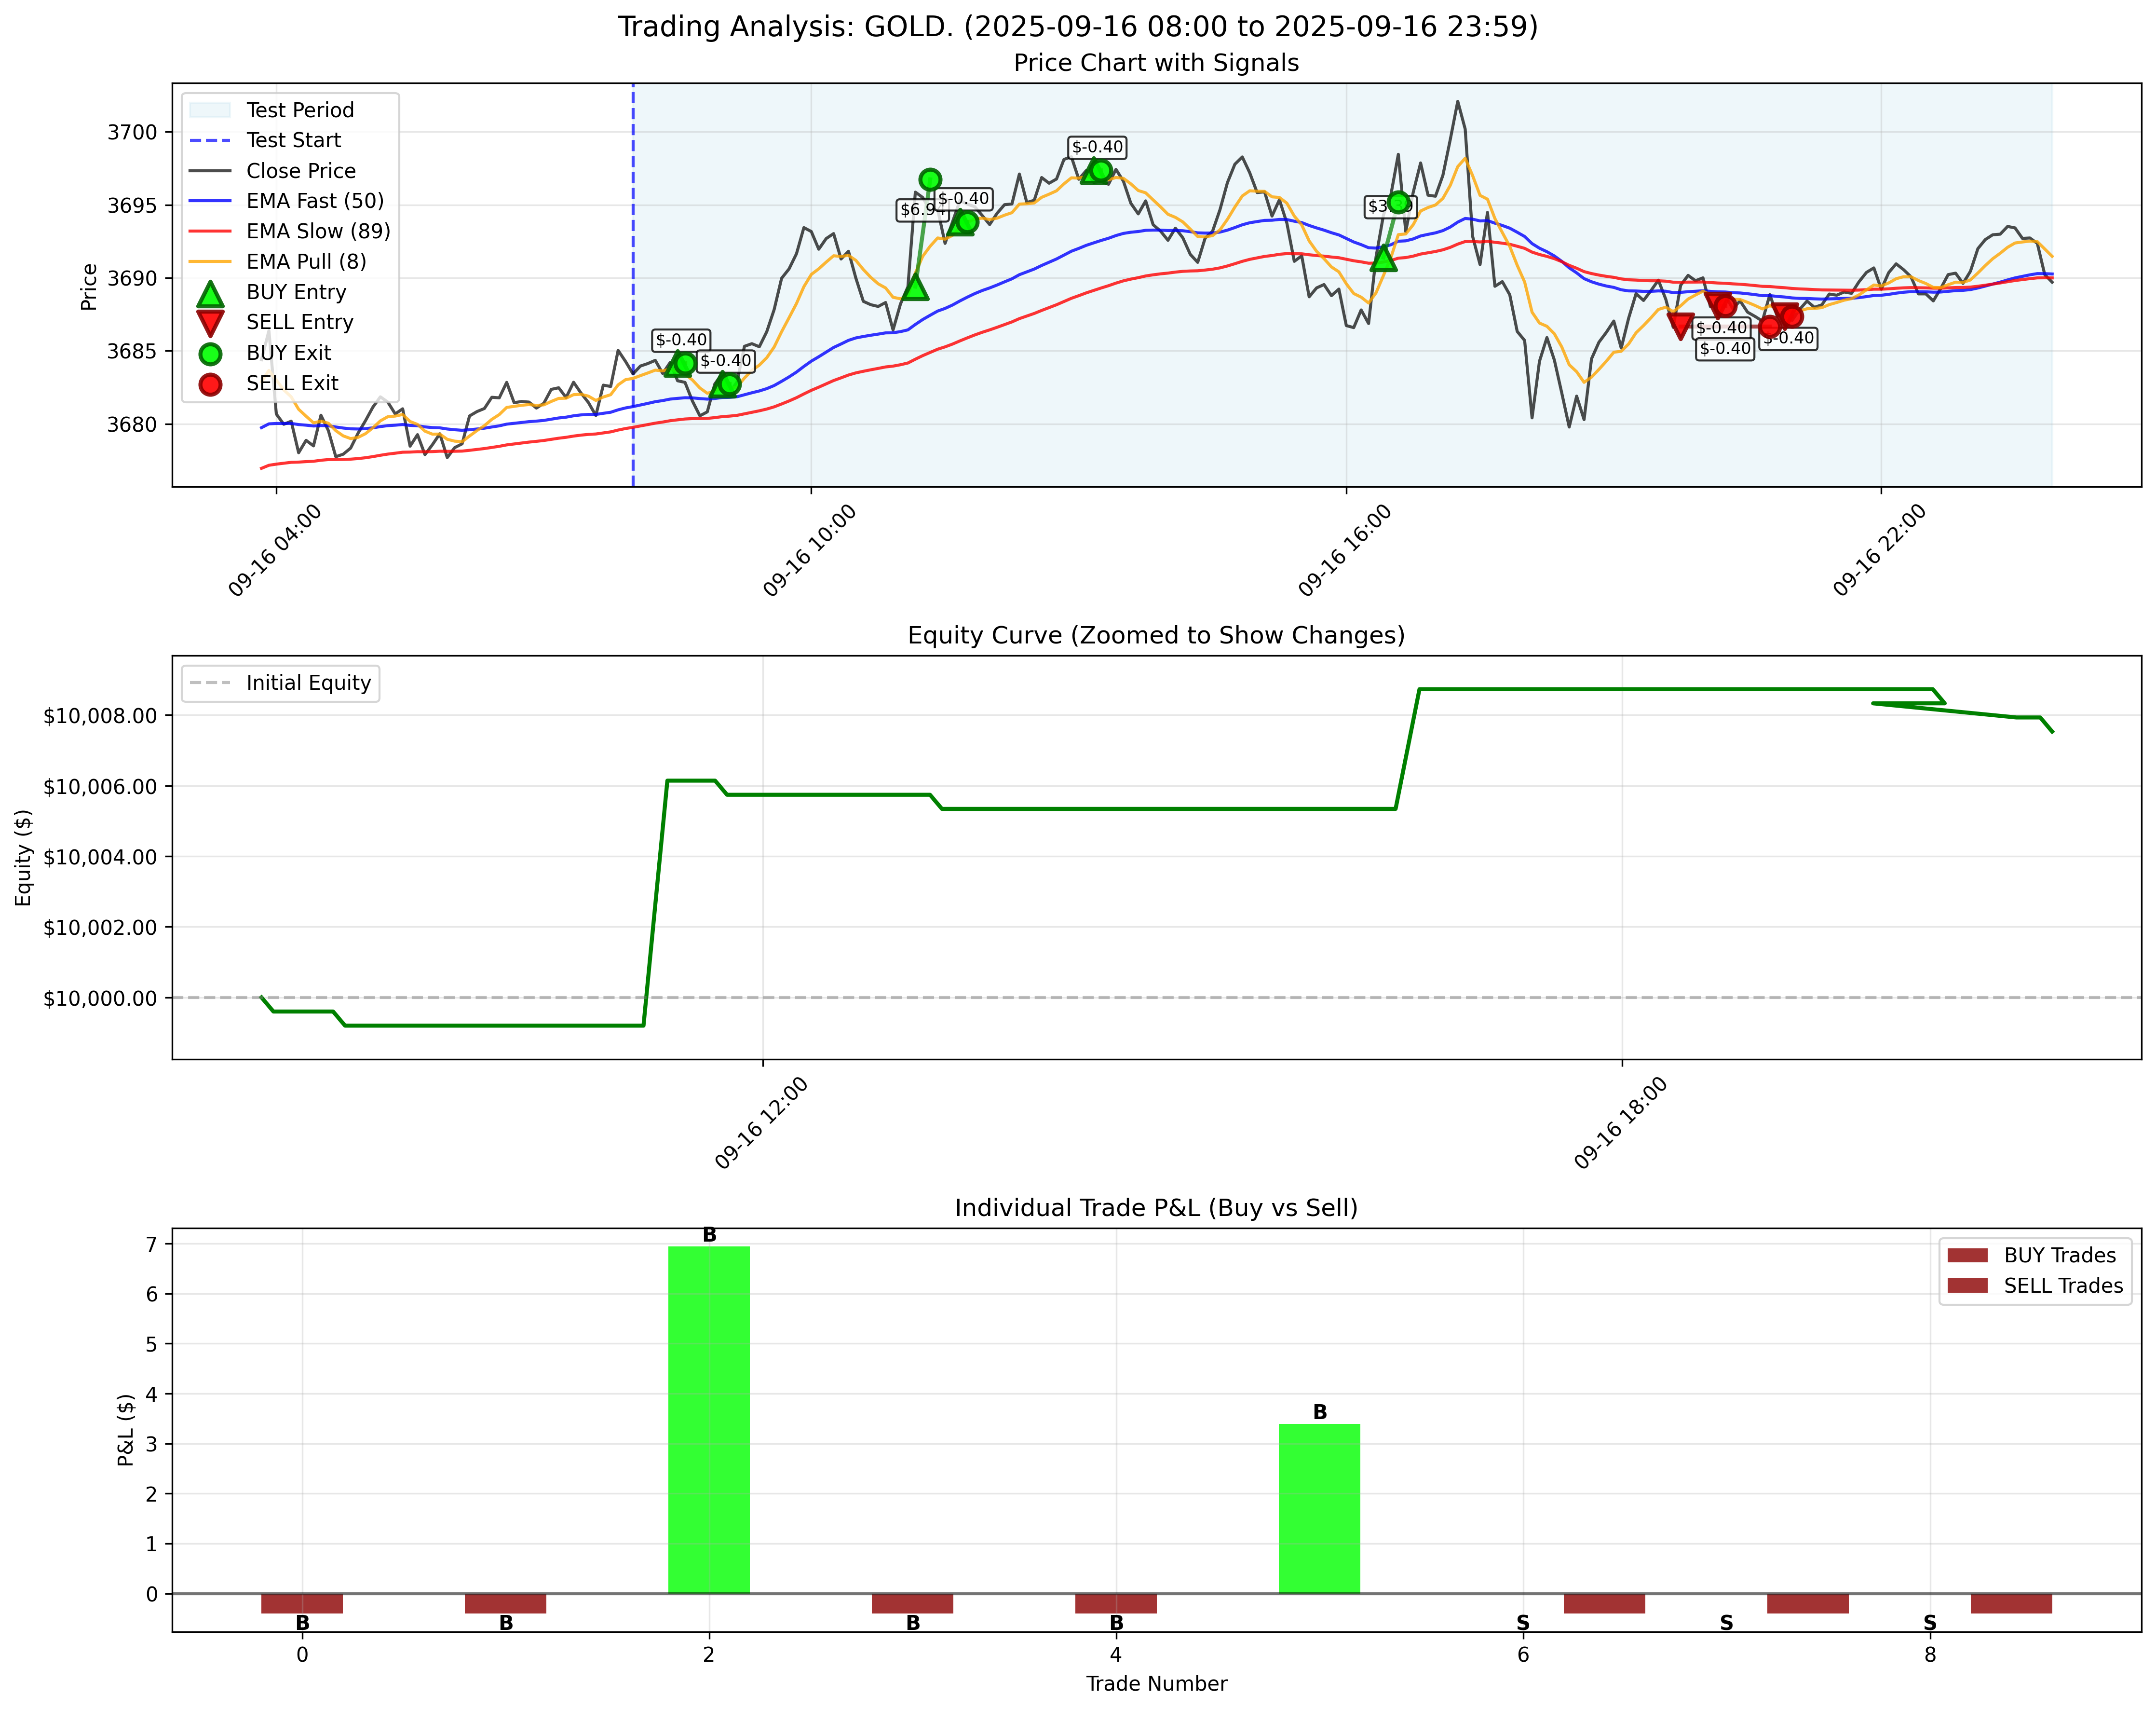 Trading Analysis: GOLD. (2025-09-16 08:00 to 2025-09-16 23:59)
Price Chart with Signals
Test Period
Test Start
Close Price
EMA Fast (50)
EMA Slow (89)
EMA Pull (8)
BUY Entry
SELL Entry
BUY Exit
SELL Exit
Price
3700
3695
3690
3685
3680
$-0.40
$-0.40
$-0.40
$-0.40
$-0.40
$-0.40
$-0.40
09-16 04:00
09-16 10:00
09-16 16:00
09-16 22:00
Equity Curve (Zoomed to Show Changes)
Initial Equity
Equity ($)
$10,008.00
$10,006.00
$10,004.00
$10,002.00
$10,000.00
09-16 12:00
09-16 18:00
Individual Trade P&L (Buy vs Sell)
BUY Trades
SELL Trades
P&L ($)
7
6
5
4
3
2
1
0
B
B
B
B
B
B
S
S
S
0
2
4
6
8
Trade Number